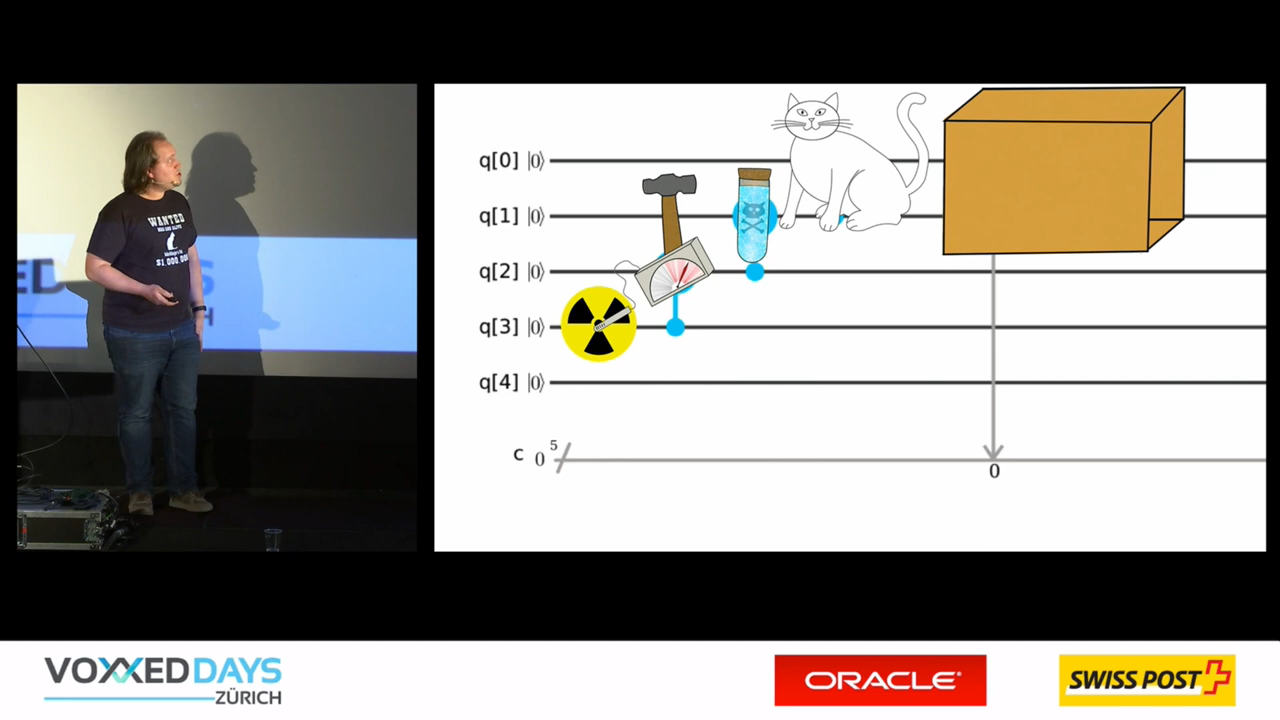 WANTED
$1,000,000
ED
S
H
q[0] |0⟩
q[1] |0⟩
q[2] |0⟩
q[3] |0⟩
q[4] |0⟩
c 0 5
0
VOXXED DAYS
ZÜRICH
ORACLE
SWISS POST